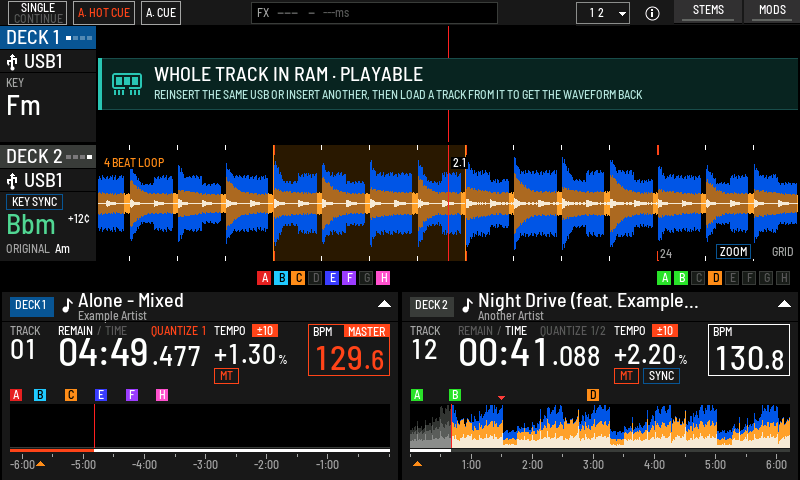 SINGLE
CONTINUE
A. HOT CUE
A. CUE
FX --- - ---ms
1 2
STEMS
MODS
DECK 1
USB1
KEY
Fm
WHOLE TRACK IN RAM · PLAYABLE
REINSERT THE SAME USB OR INSERT ANOTHER, THEN LOAD A TRACK FROM IT TO GET THE WAVEFORM BACK
DECK 2
USB1
KEY SYNC
Bbm +12¢
ORIGINAL Am
4 BEAT LOOP
2.1
24
ZOOM
GRID
A B C D E F G H
A B C D E F G H
DECK1
Alone - Mixed
Example Artist
TRACK
01
REMAIN / TIME
QUANTIZE 1
04:49.477
TEMPO ±10
+1.30%
MT
BPM MASTER
129.6
A B C E F H
-6:00 -5:00 -4:00 -3:00 -2:00 -1:00
DECK2
Night Drive (feat. Example...
Another Artist
TRACK
12
REMAIN / TIME
QUANTIZE 1/2
00:41.088
TEMPO ±10
+2.20%
MT SYNC
BPM
130.8
A B D
1:00 2:00 3:00 4:00 5:00 6:00